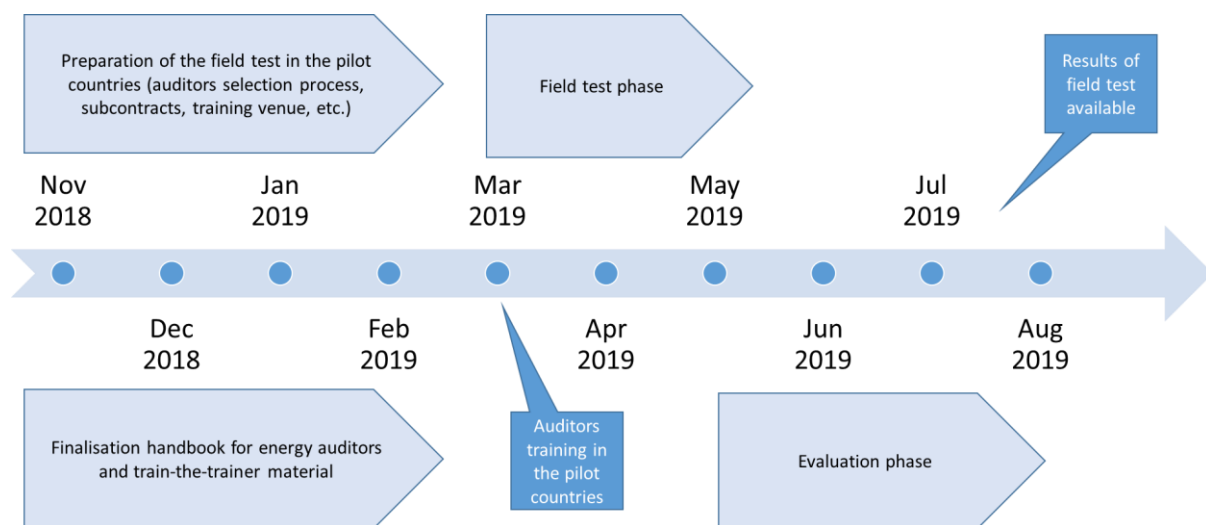 Preparation of the field test in the pilot
countries (auditors selection process,
subcontracts, training venue, etc.)
Field test phase
Results of
field test
available
Nov
2018
Jan
2019
Mar
2019
May
2019
Jul
2019
Dec
2018
Feb
2019
Apr
2019
Jun
2019
Aug
2019
Finalisation handbook for energy auditors
and train-the-trainer material
Auditors
training in
the pilot
countries
Evaluation phase